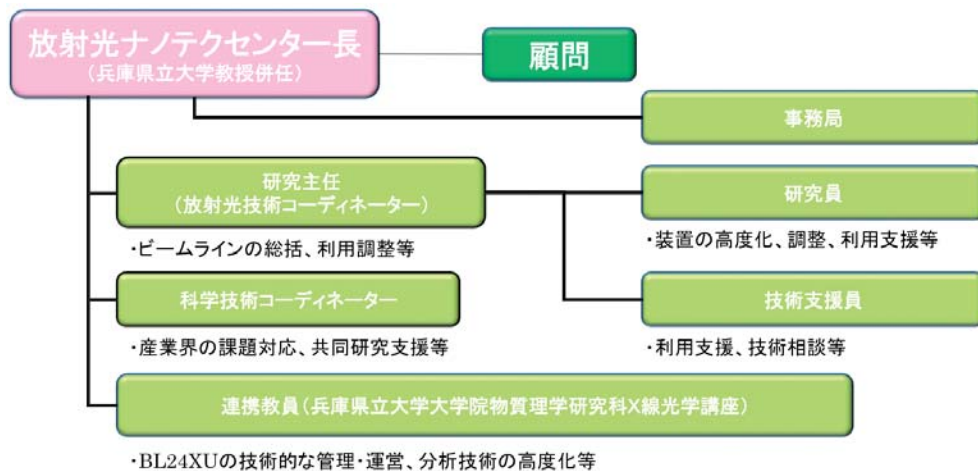 放射光ナノテクセンター長
(兵庫県立大学教授併任)
顧問
事務局
研究主任
(放射光技術コーディネーター)
・ビームラインの総括、利用調整等
研究員
・装置の高度化、調整、利用支援等
科学技術コーディネーター
・産業界の課題対応、共同研究支援等
技術支援員
・利用支援、技術相談等
連携教員(兵庫県立大学大学院物質理学研究科X線光学講座)
・BL24XUの技術的な管理・運営、分析技術の高度化等